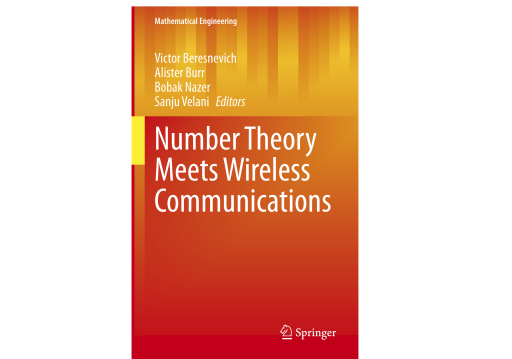 Mathematical Engineering
Victor Beresnevich
Alister Burr
Bobak Nazer
Sanju Velani Editors
Number Theory
Meets Wireless
Communications
Springer